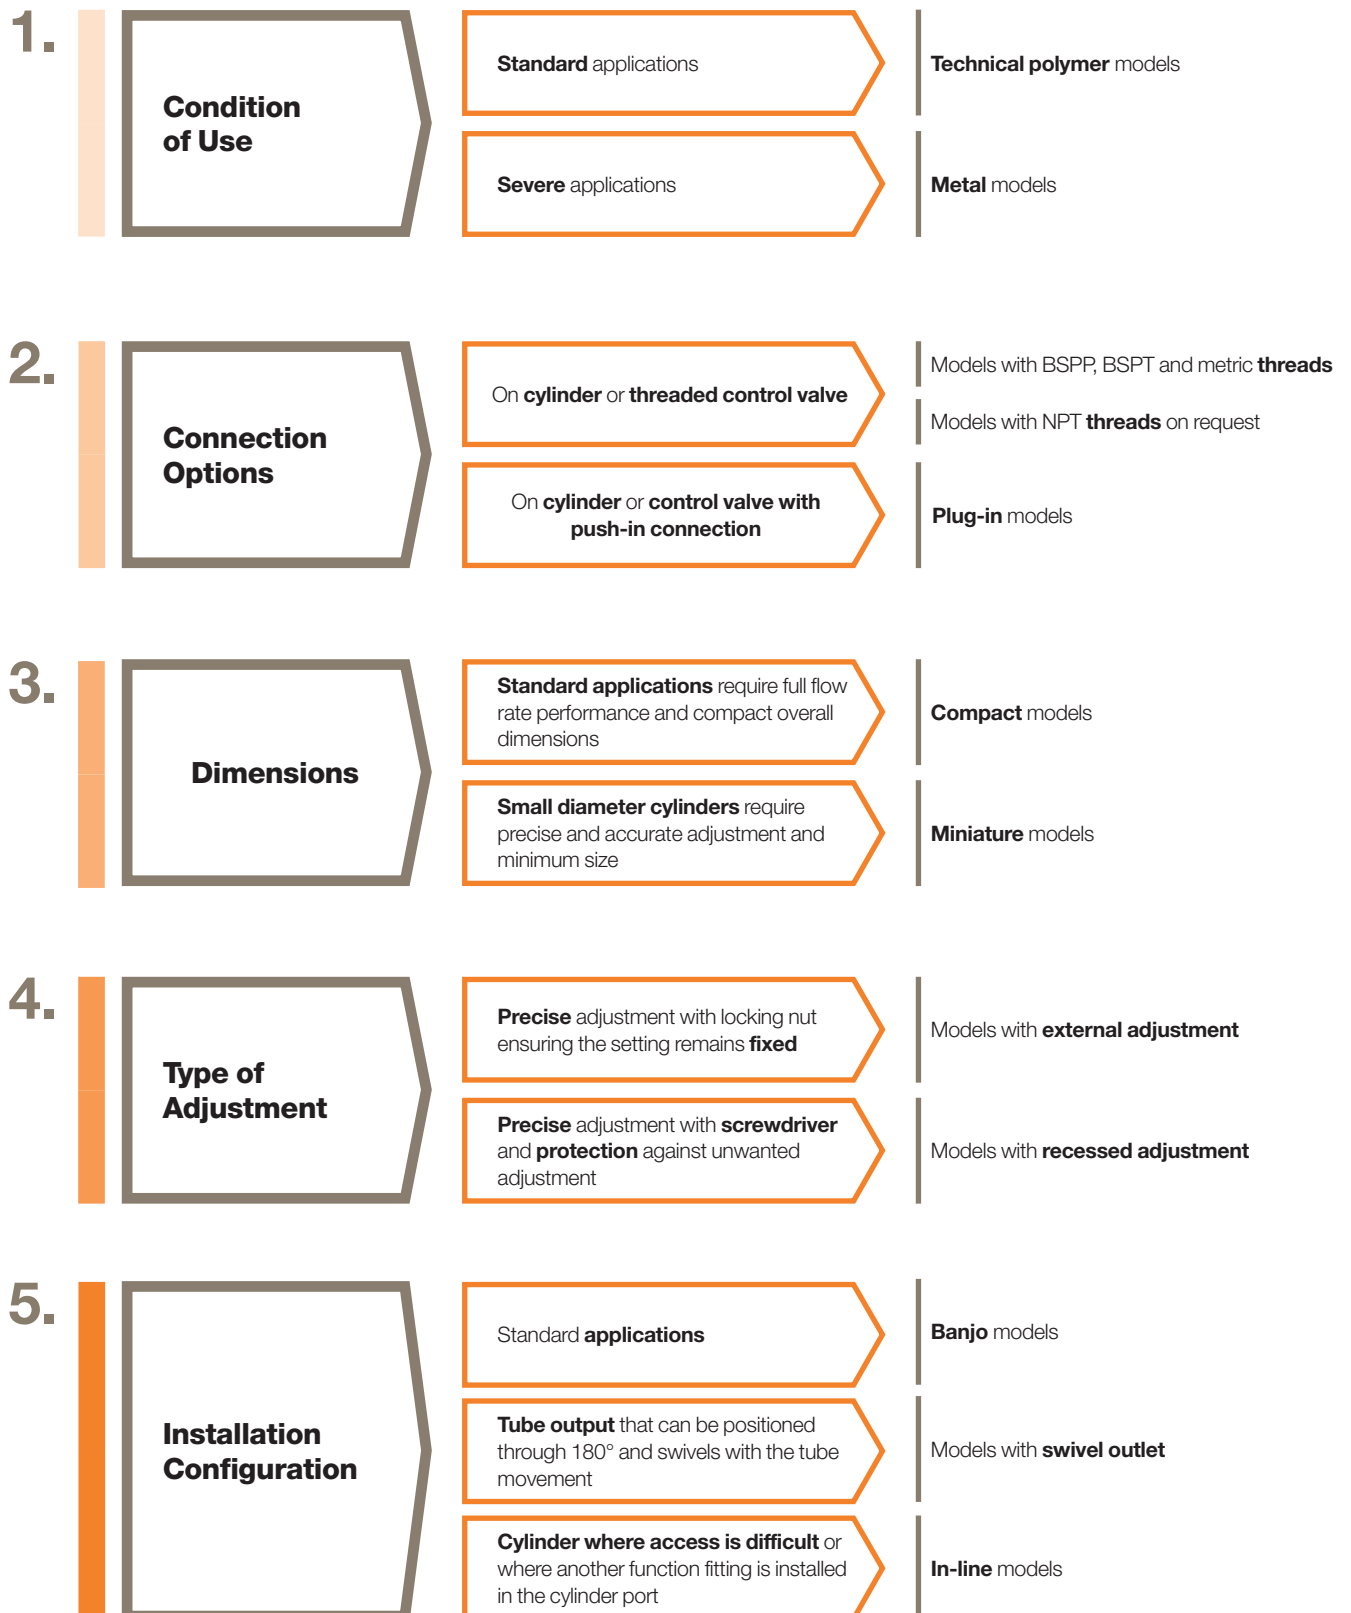 1.
Condition
of Use
Standard applications
Technical polymer models
Severe applications
Metal models
2.
Connection
Options
On cylinder or threaded control valve
Models with BSPP, BSPT and metric threads
Models with NPT threads on request
On cylinder or control valve with
push-in connection
Plug-in models
3.
Dimensions
Standard applications require full flow
rate performance and compact overall
dimensions
Compact models
Small diameter cylinders require
precise and accurate adjustment and
minimum size
Miniature models
4.
Type of
Adjustment
Precise adjustment with locking nut
ensuring the setting remains fixed
Models with external adjustment
Precise adjustment with screwdriver
and protection against unwanted
adjustment
Models with recessed adjustment
5.
Installation
Configuration
Standard applications
Banjo models
Tube output that can be positioned
through 180° and swivels with the tube
movement
Models with swivel outlet
Cylinder where access is difficult or
where another function fitting is installed
in the cylinder port
In-line models